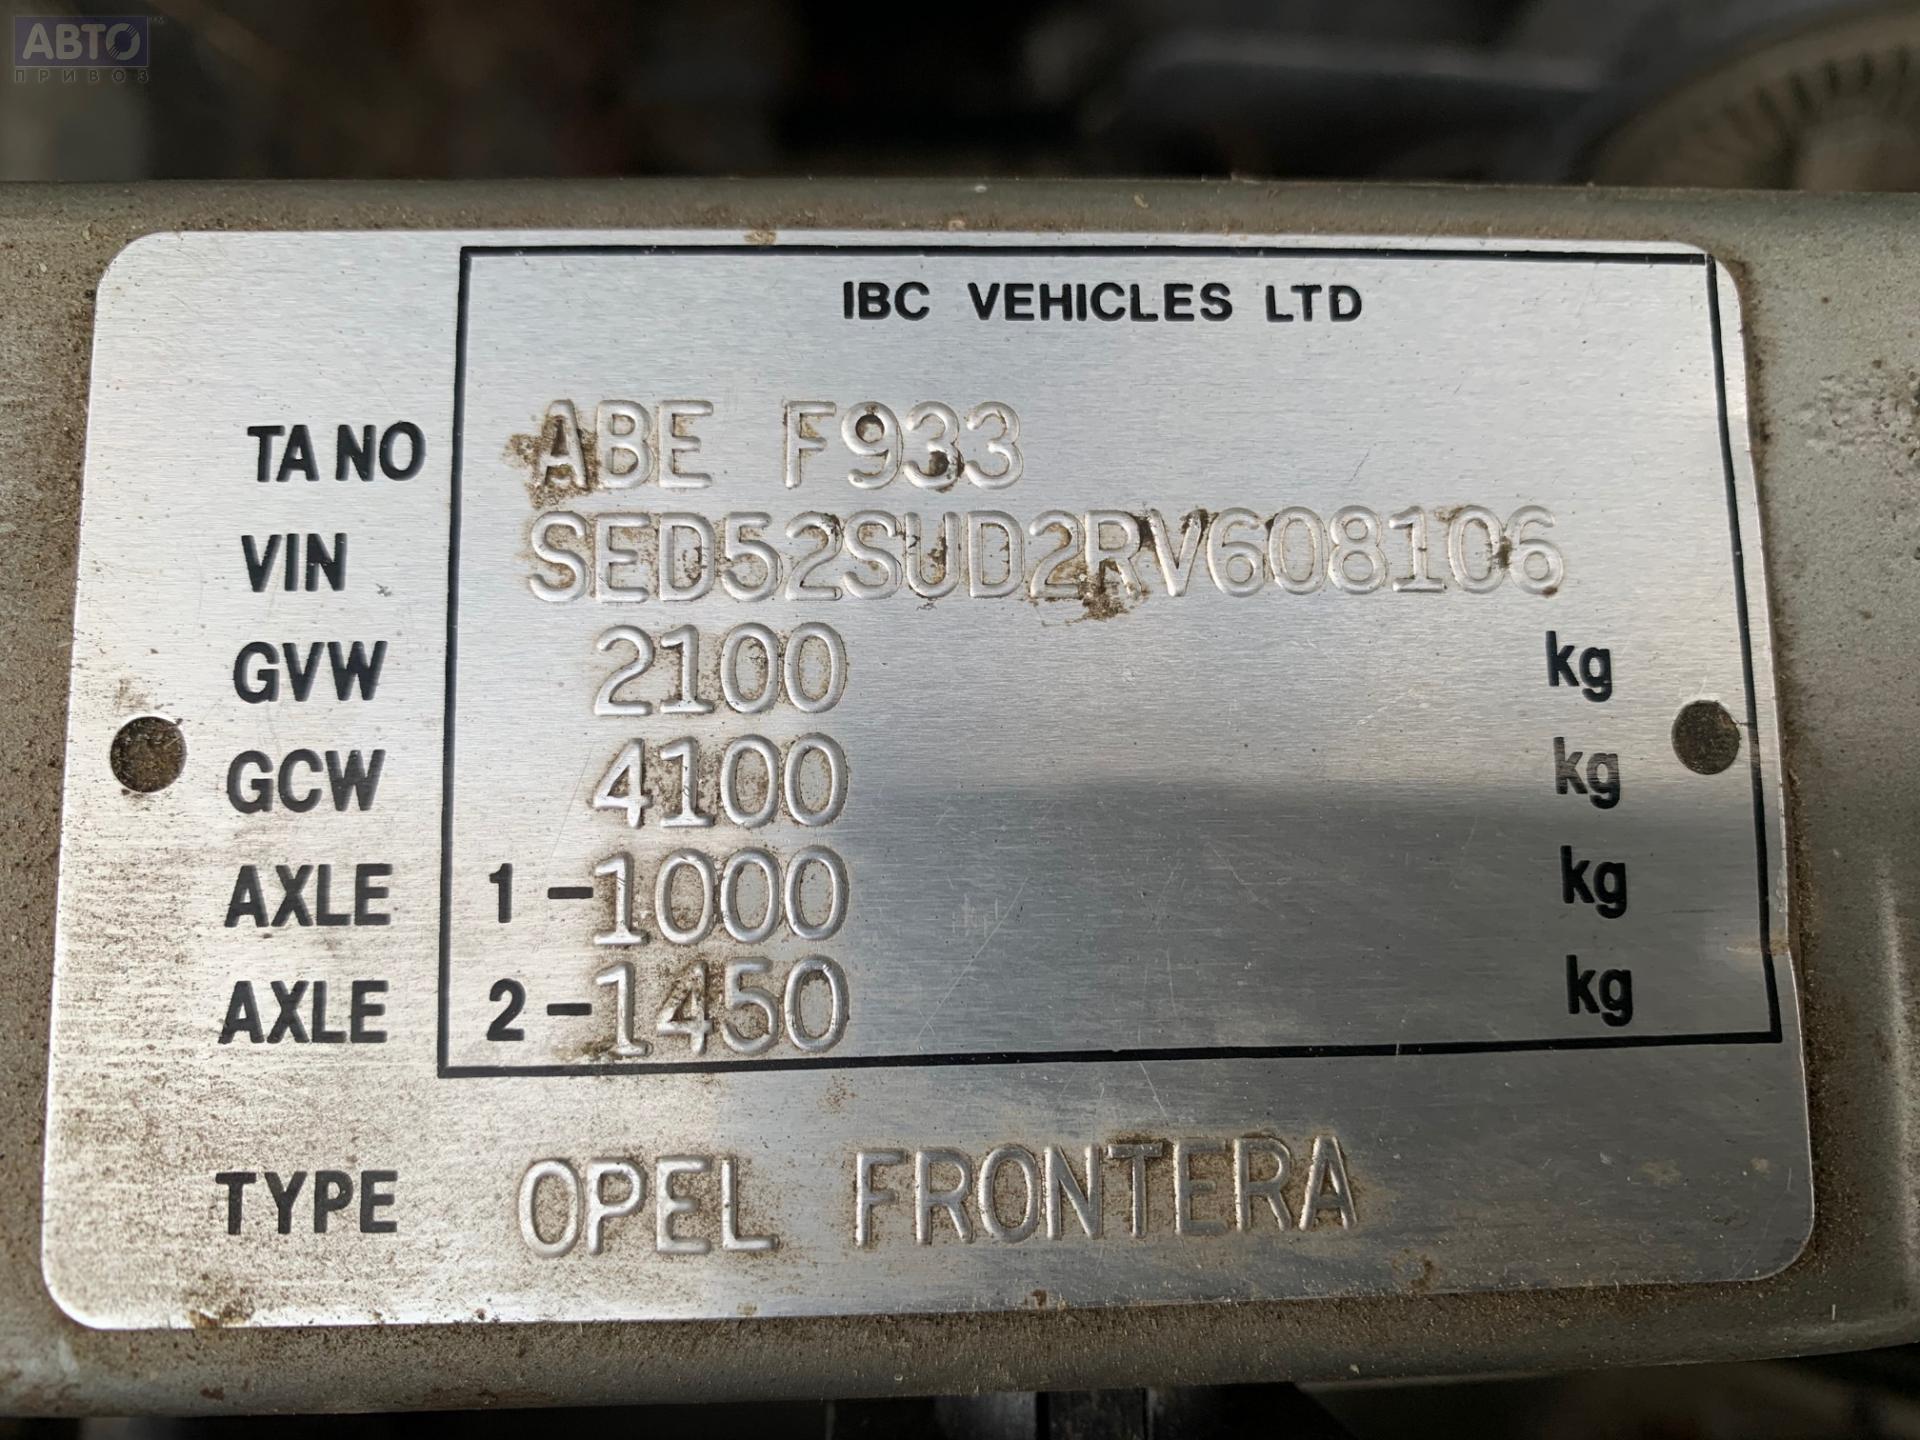 АВТО
ПРИВОЗ
IBC VEHICLES LTD
TA NO ABE F933
VIN SED52SUD2RV608106
GVW 2100 kg
GCW 4100 kg
AXLE 1-1000 kg
AXLE 2-1450 kg
TYPE OPEL FRONTERA